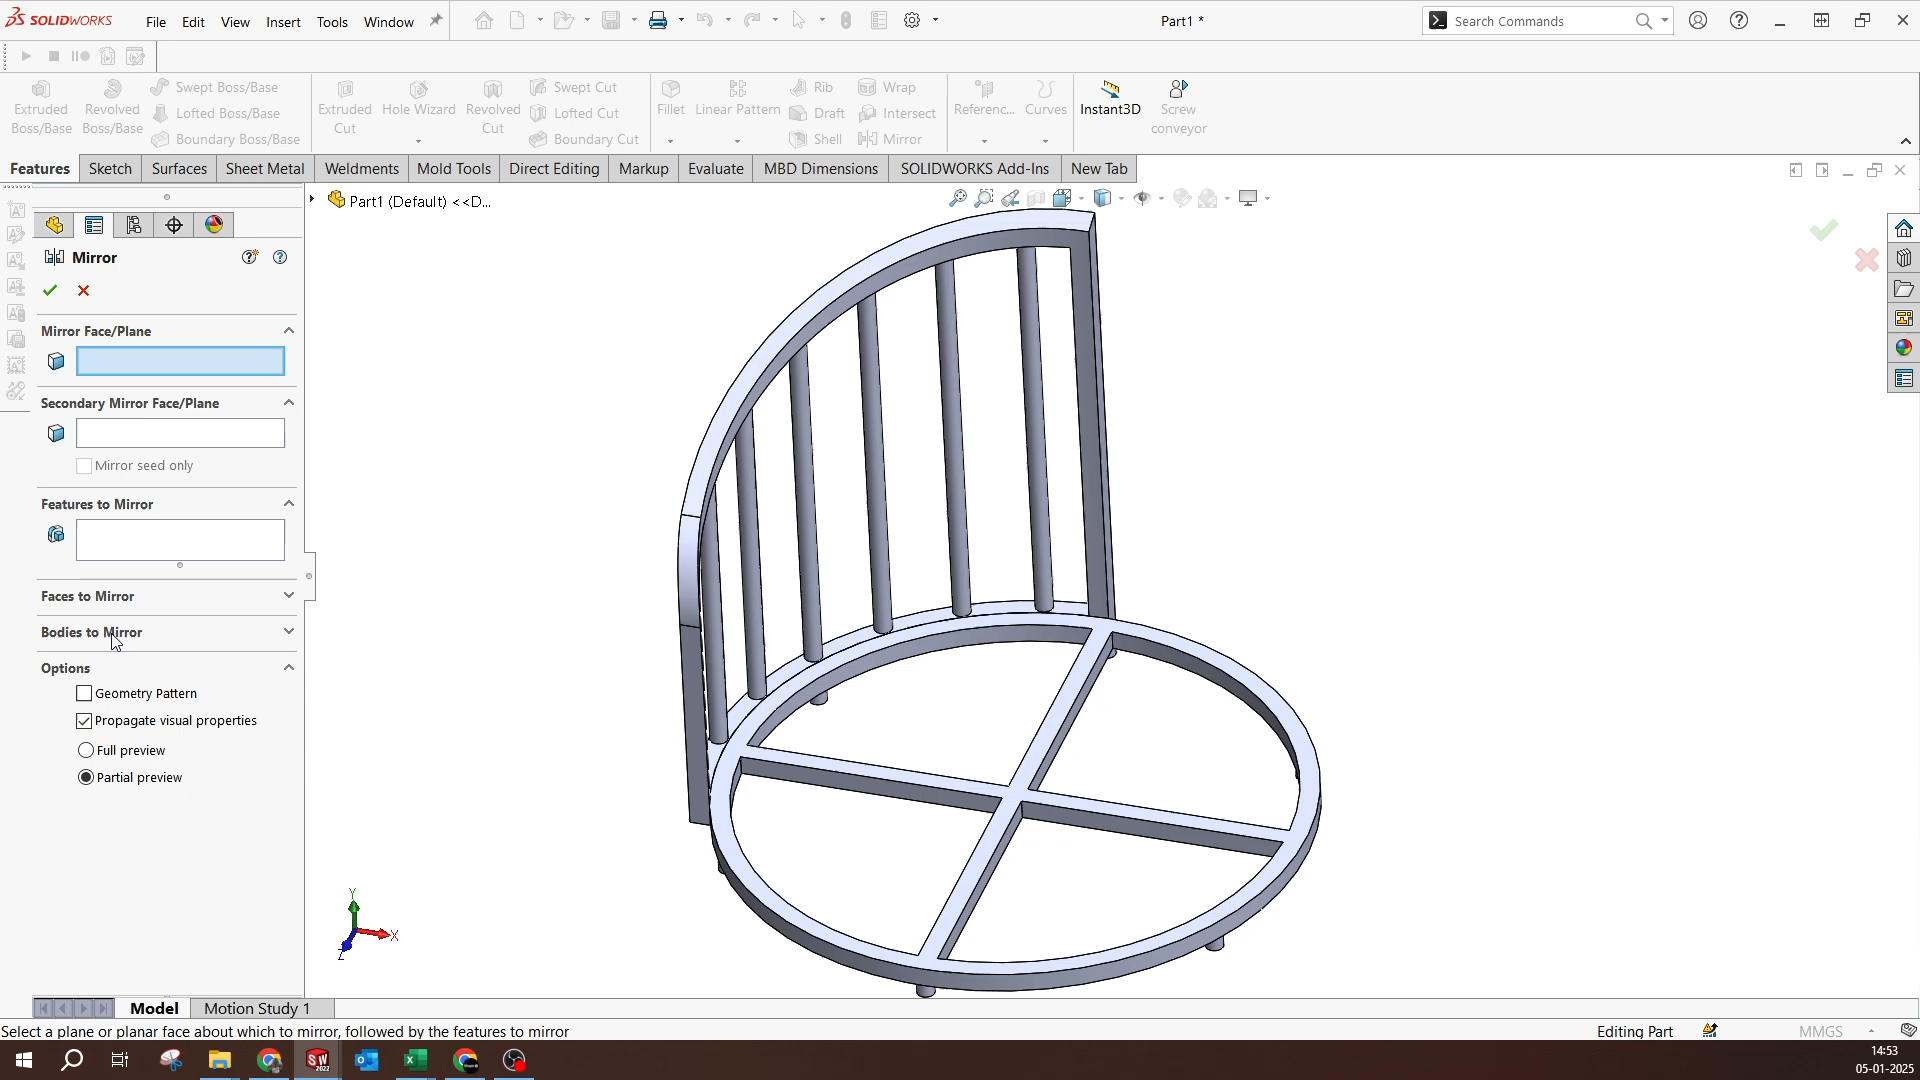 SOLIDWORKS File Edit View Insert Tools Window Part1 * Search Commands
Extruded Boss/Base
Revolved Boss/Base
Swept Boss/Base
Lofted Boss/Base
Boundary Boss/Base
Extruded Cut
Hole Wizard
Revolved Cut
Swept Cut
Lofted Cut
Boundary Cut
Fillet
Linear Pattern
Rib
Draft
Shell
Wrap
Intersect
Mirror
Referenc...
Curves
Instant3D
Screw conveyor
Features Sketch Surfaces Sheet Metal Weldments Mold Tools Direct Editing Markup Evaluate MBD Dimensions SOLIDWORKS Add-Ins New Tab
Part1 (Default) <<D...
Mirror
Mirror Face/Plane
Secondary Mirror Face/Plane
Mirror seed only
Features to Mirror
Faces to Mirror
Bodies to Mirror
Options
Geometry Pattern
Propagate visual properties
Full preview
Partial preview
Y
X
Z
Model Motion Study 1
Select a plane or planar face about which to mirror, followed by the features to mirror Editing Part MMGS
SW 2022
14:53
05-01-2025